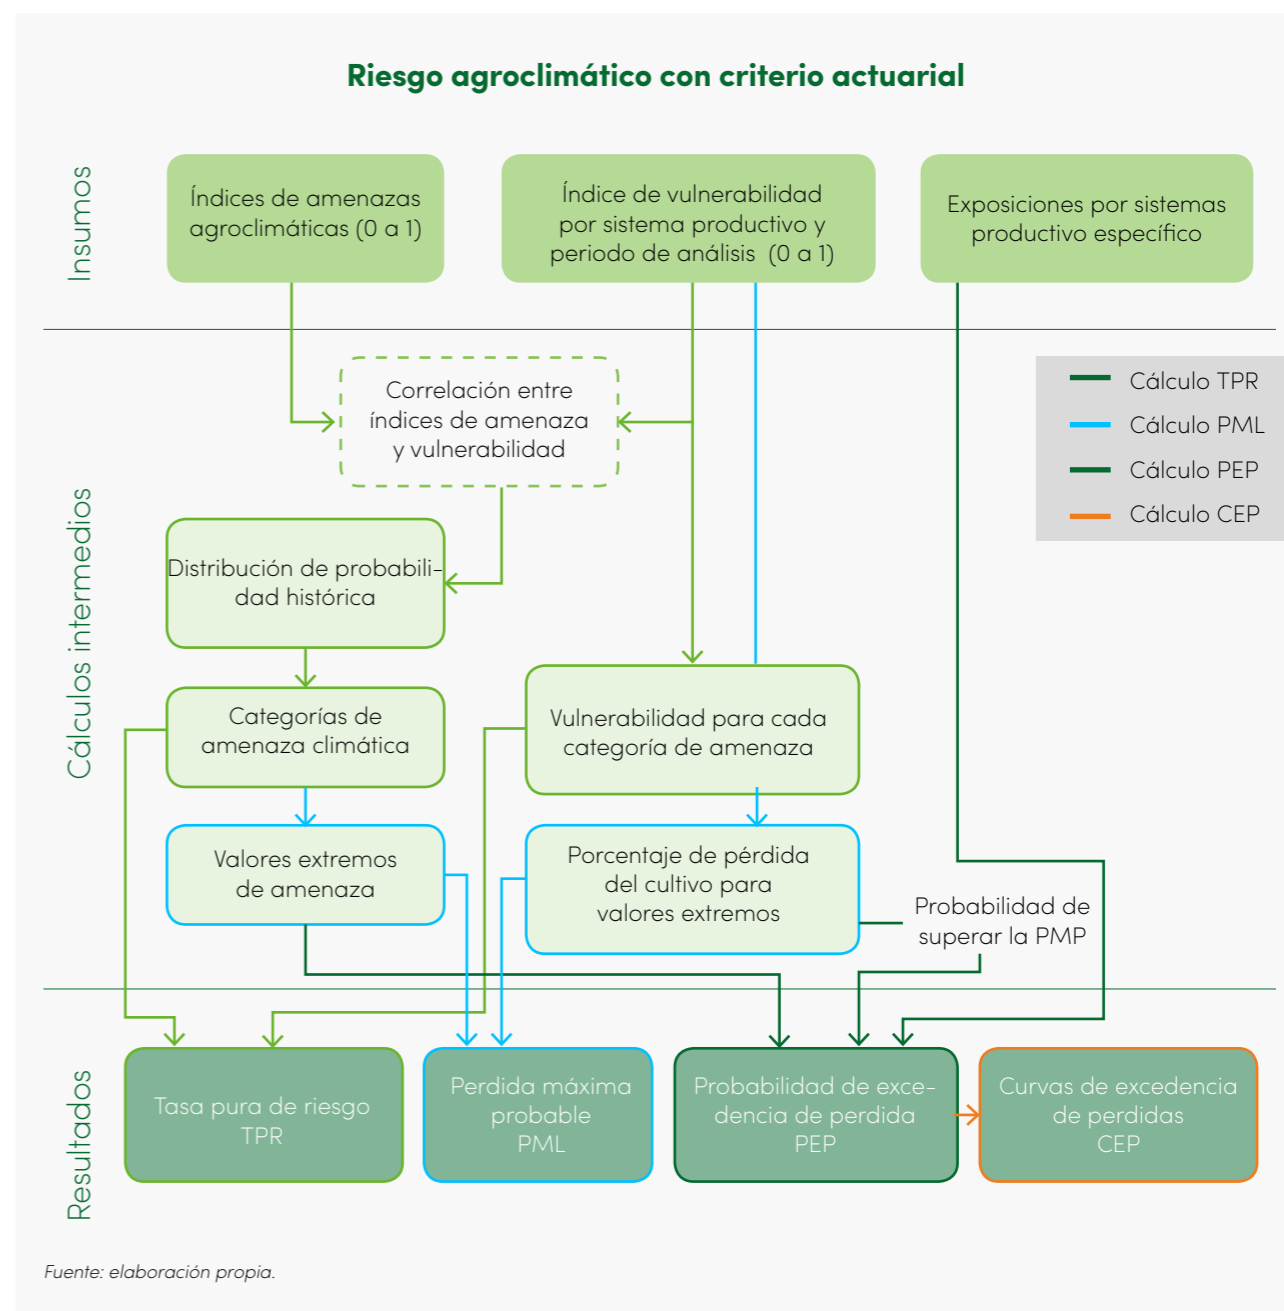 Riesgo agroclimático con criterio actuarial
Insumos
Índices de amenazas
agroclimáticas (0 a 1)
Índice de vulnerabilidad
por sistema productivo y
periodo de análisis (0 a 1)
Exposiciones por sistemas
productivo específico
Cálculos intermedios
Correlación entre
índices de amenaza
y vulnerabilidad
Cálculo TPR
Cálculo PML
Cálculo PEP
Cálculo CEP
Distribución de probabili-
dad histórica
Categorías de
amenaza climática
Vulnerabilidad para cada
categoría de amenaza
Valores extremos
de amenaza
Porcentaje de pérdida
del cultivo para
valores extremos
Probabilidad de
superar la PMP
Resultados
Tasa pura de riesgo
TPR
Perdida máxima
probable
PML
Probabilidad de exce-
dencia de perdida
PEP
Curvas de excedencia
de perdidas
CEP
Fuente: elaboración propia.